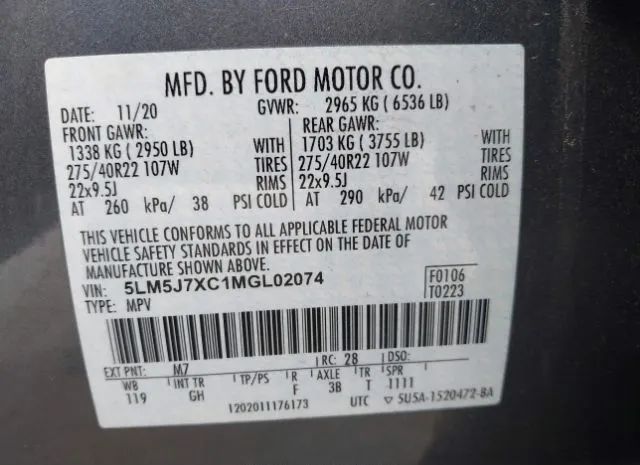 MFD. BY FORD MOTOR CO.
DATE: 11/20 GVWR: 2965 KG ( 6536 LB)
FRONT GAWR: REAR GAWR:
1338 KG ( 2950 LB) WITH 1703 KG ( 3755 LB) WITH
275/40R22 107W TIRES 275/40R22 107W TIRES
22x9.5J RIMS 22x9.5J RIMS
AT 260 kPa/ 38 PSI COLD AT 290 kPa/ 42 PSI COLD
THIS VEHICLE CONFORMS TO ALL APPLICABLE FEDERAL MOTOR
VEHICLE SAFETY STANDARDS IN EFFECT ON THE DATE OF
MANUFACTURE SHOWN ABOVE.
VIN: 5LM5J7XC1MGL02074 F0106
TYPE: MPV T0223
EXT PNT: M7 RC: 28 DSO:
WB INT TR TP/PS R AXLE TR SPR
119 GH F 3B T 1111
1202011176173 UTC 5U5A-1520472-BA